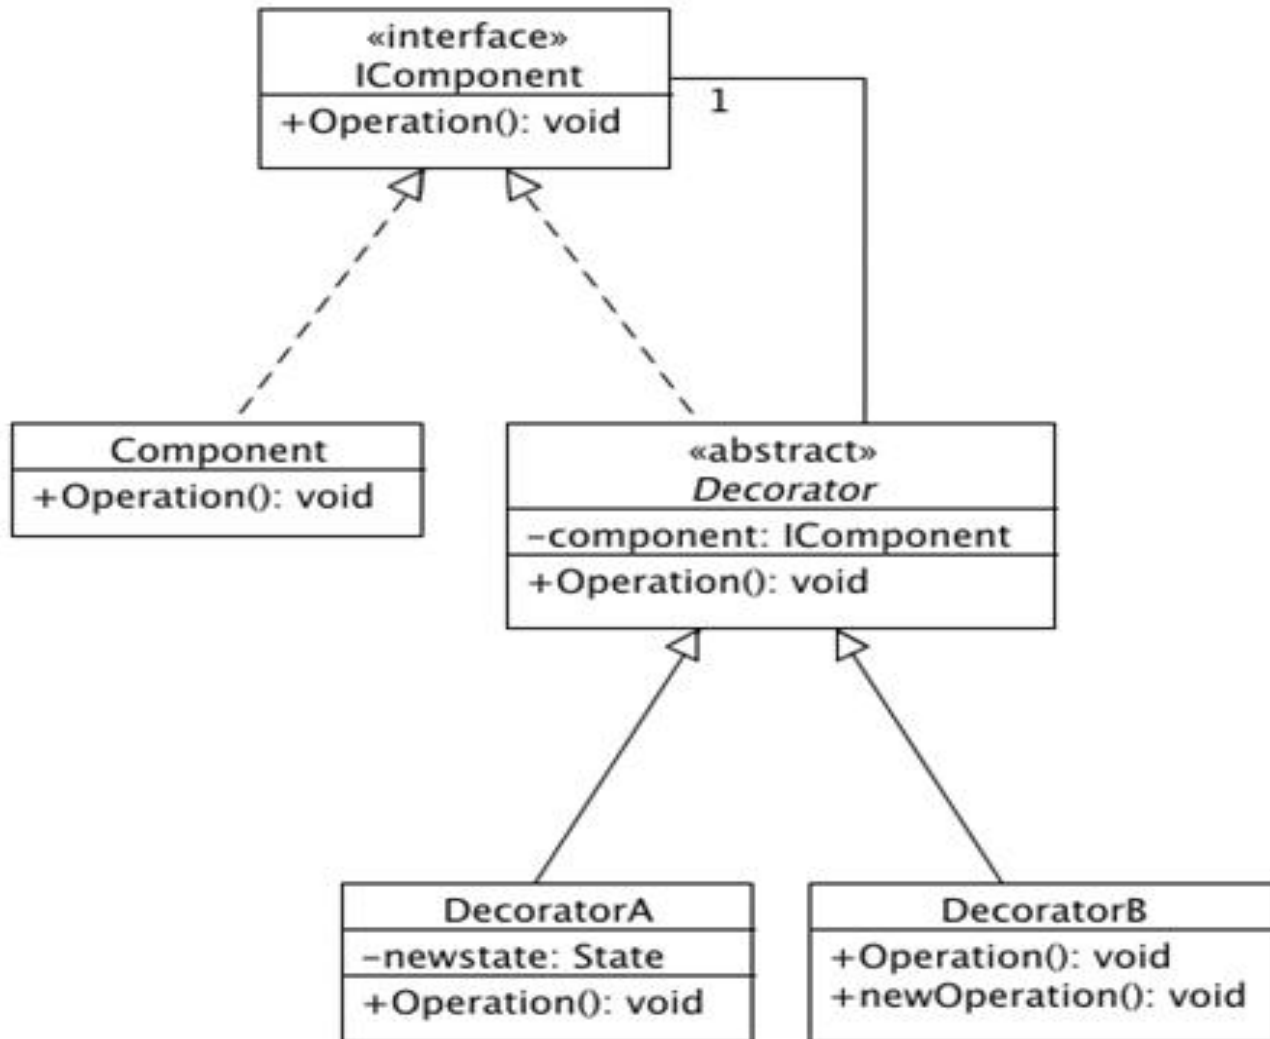 «interface»
IComponent
+Operation(): void
1
Component
+Operation(): void
«abstract»
Decorator
-component: IComponent
+Operation(): void
DecoratorA
-newstate: State
+Operation(): void
DecoratorB
+Operation(): void
+newOperation(): void